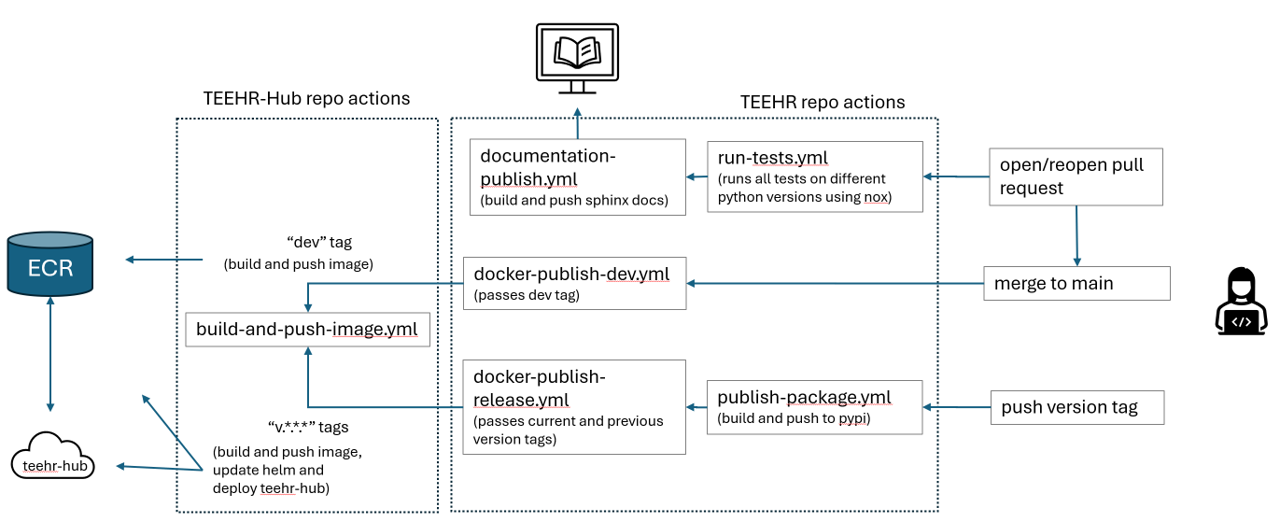 TEEHR-Hub repo actions
TEEHR repo actions
documentation-
publish.yml
(build and push sphinx docs)
run-tests.yml
(runs all tests on different
python versions using nox)
open/reopen pull
request
"dev" tag
(build and push image)
ECR
docker-publish-dev.yml
(passes dev tag)
merge to main
</>
build-and-push-image.yml
docker-publish-
release.yml
(passes current and previous
version tags)
publish-package.yml
(build and push to pypi)
push version tag
"v.*.*.*" tags
(build and push image,
update helm and
deploy teehr-hub)
teehr-hub